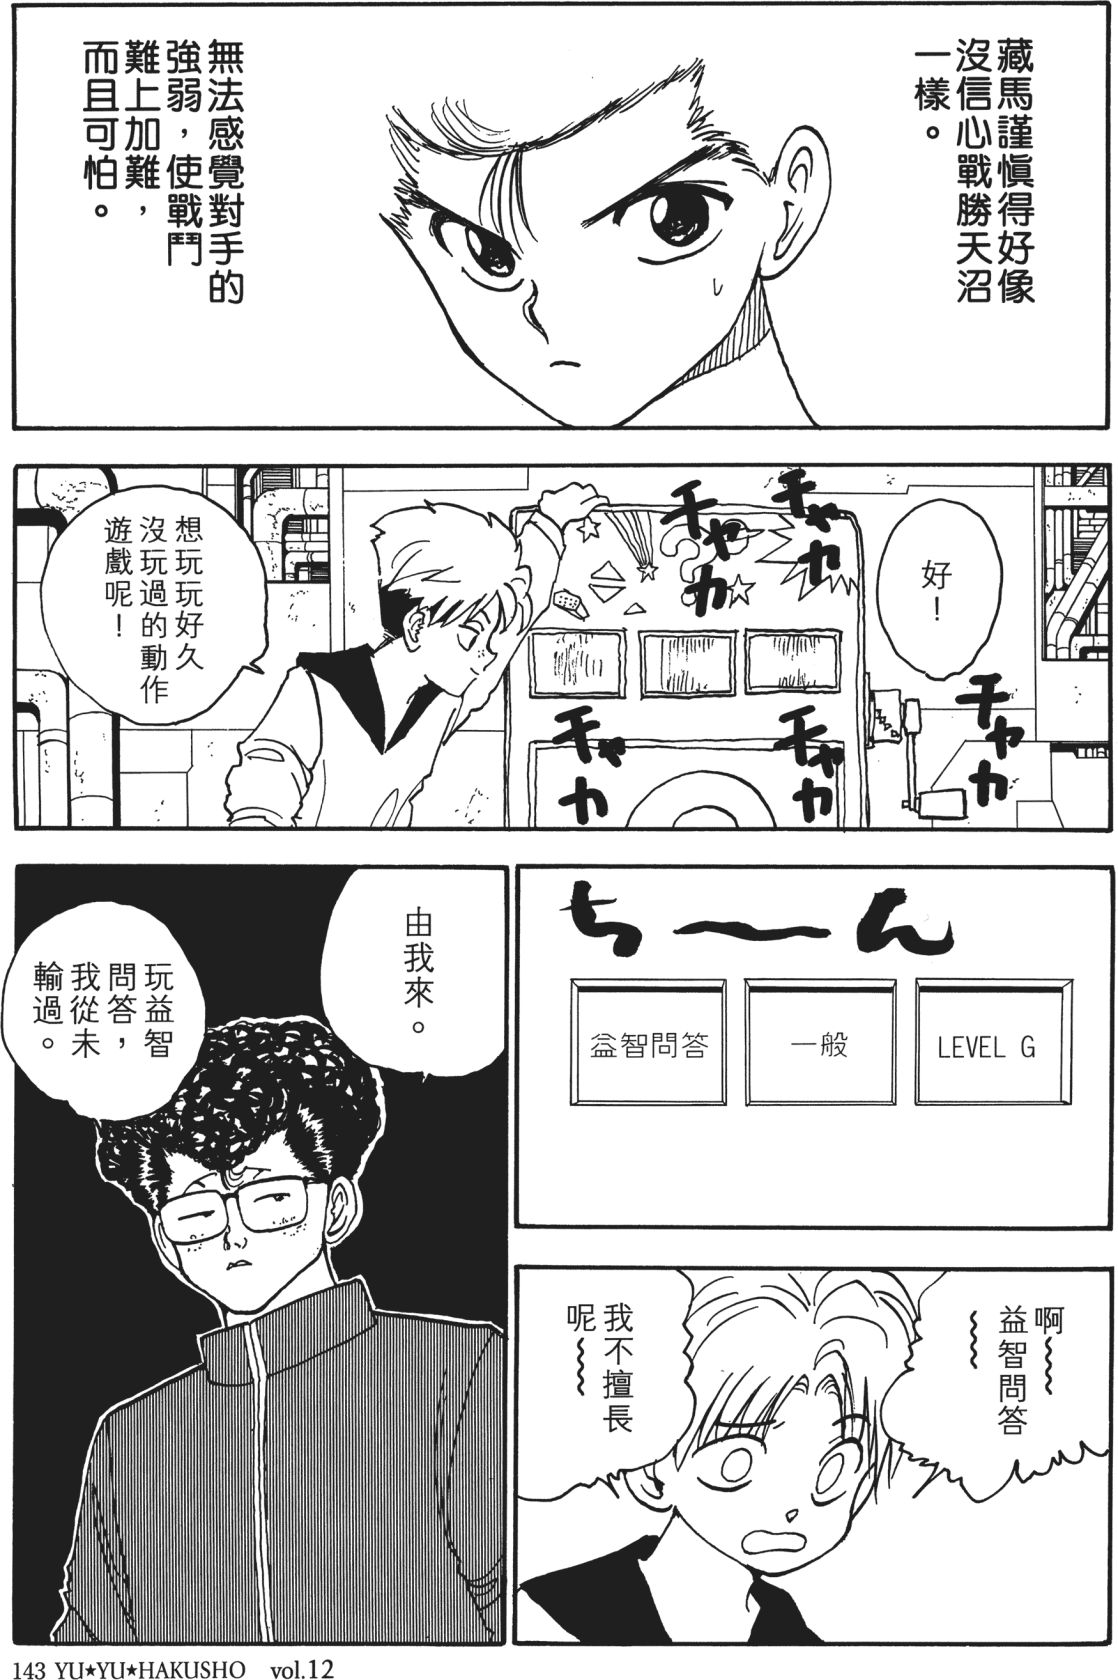 藏馬謹慎得好像
沒信心戰勝天沼
一樣。
無法感覺對手的
強弱，使戰鬥
難上加難，
而且可怕。
好！
チャカ
チャカ
チャカ
チャカ
チャカ
想玩玩好久
沒玩過的動作
遊戲呢！
ち〜ん
益智問答
一般
LEVEL G
啊〜〜
益智問答
〜〜
我不擅長
呢〜〜
由我來。
玩益智
問答，
我從未
輸過。
143 YU★YU★HAKUSHO vol.12